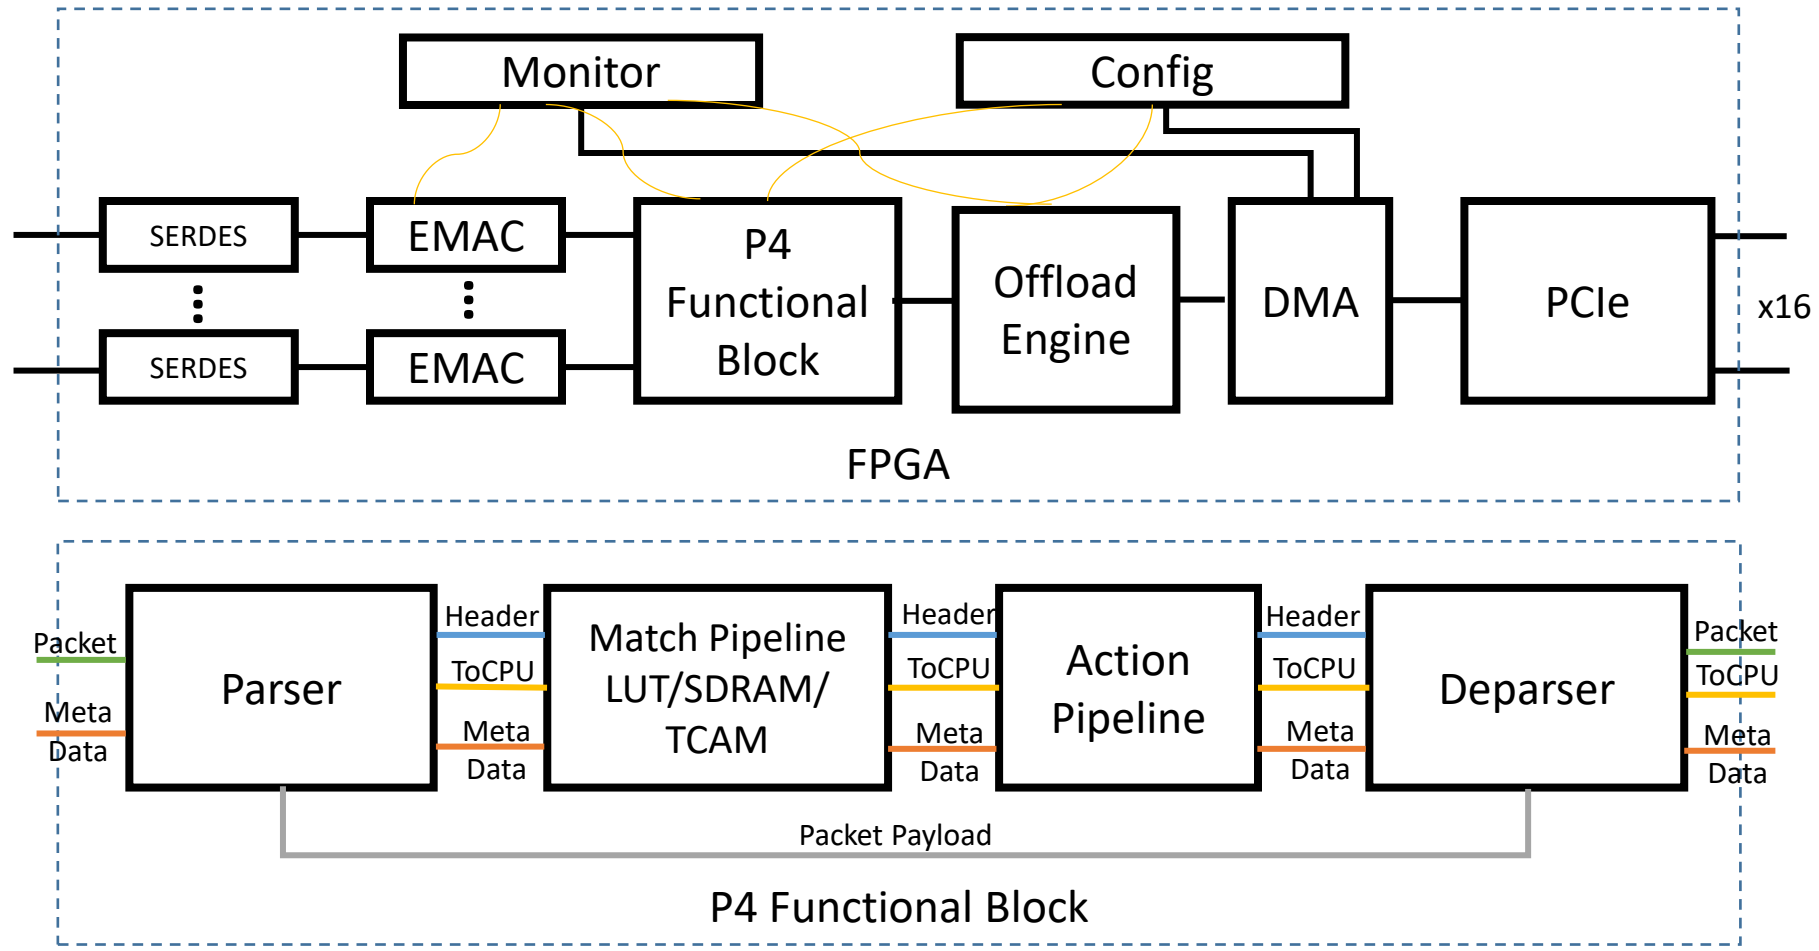 Monitor
Config
SERDES
EMAC
SERDES
EMAC
P4
Functional
Block
Offload
Engine
DMA
PCIe
x16
FPGA
Packet
Meta
Data
Parser
Header
ToCPU
Meta
Data
Match Pipeline
LUT/SDRAM/
TCAM
Header
ToCPU
Meta
Data
Action
Pipeline
Header
ToCPU
Meta
Data
Deparser
Packet
ToCPU
Meta
Data
Packet Payload
P4 Functional Block